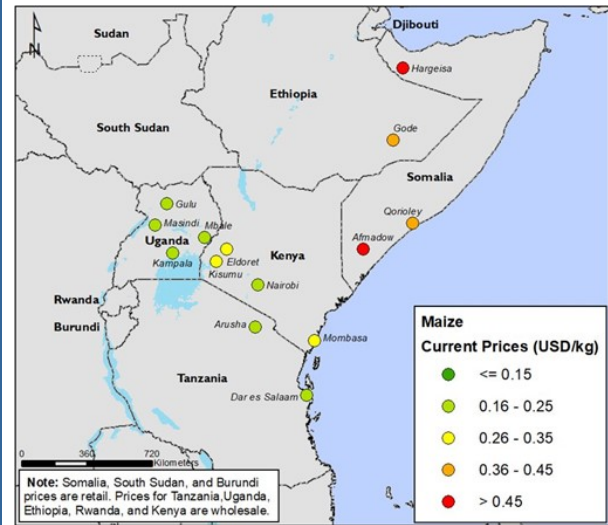 Djibouti
Sudan
Hargeisa
Ethiopia
South Sudan
Gode
Somalia
Gulu
Qorioley
Masindi
Mbale
Afmadow
Uganda
Kenya
Eldoret
Kampala
Kisumu
Nairobi
Rwanda
Burundi
Arusha
Mombasa
Tanzania
Dar es Salaam
0 360 720
Kilometers
Note: Somalia, South Sudan, and Burundi
prices are retail. Prices for Tanzania,Uganda,
Ethiopia, Rwanda, and Kenya are wholesale.
Maize
Current Prices (USD/kg)
<= 0.15
0.16 - 0.25
0.26 - 0.35
0.36 - 0.45
> 0.45